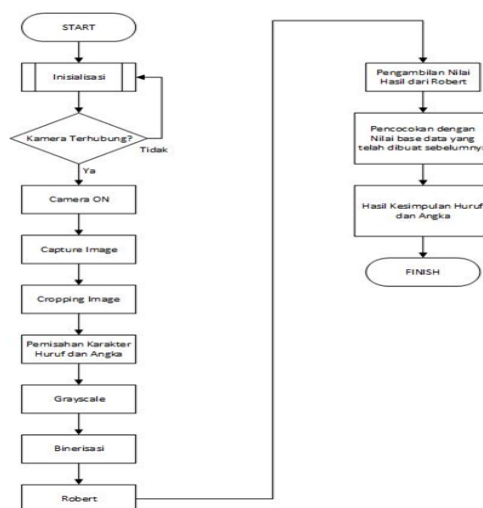 START
Inisialisasi
Kamera Terhubung?
Tidak
Ya
Camera ON
Capture Image
Cropping Image
Pemisahan Karakter
Huruf dan Angka
Grayscale
Binerisasi
Robert
Pengambilan Nilai
Hasil dari Robert
Pencocokan dengan
Nilai base data yang
telah dibuat sebelumnya
Hasil Kesimpulan Huruf
dan Angka
FINISH